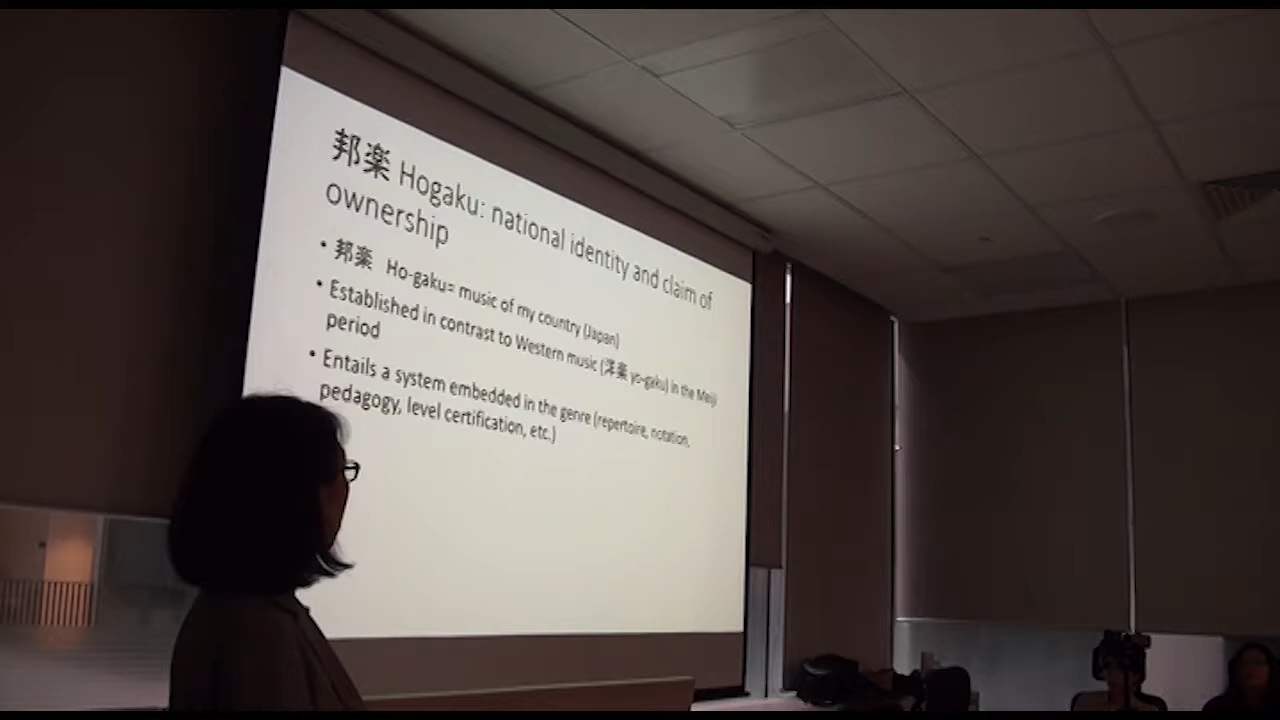 邦楽 Hogaku: national identity and claim of
ownership
• 邦楽 Ho-gaku= music of my country (Japan)
• Established in contrast to Western music (洋楽 yo-gaku) in the Meiji
period
• Entails a system embedded in the genre (repertoire, notation,
pedagogy, level certification, etc.)